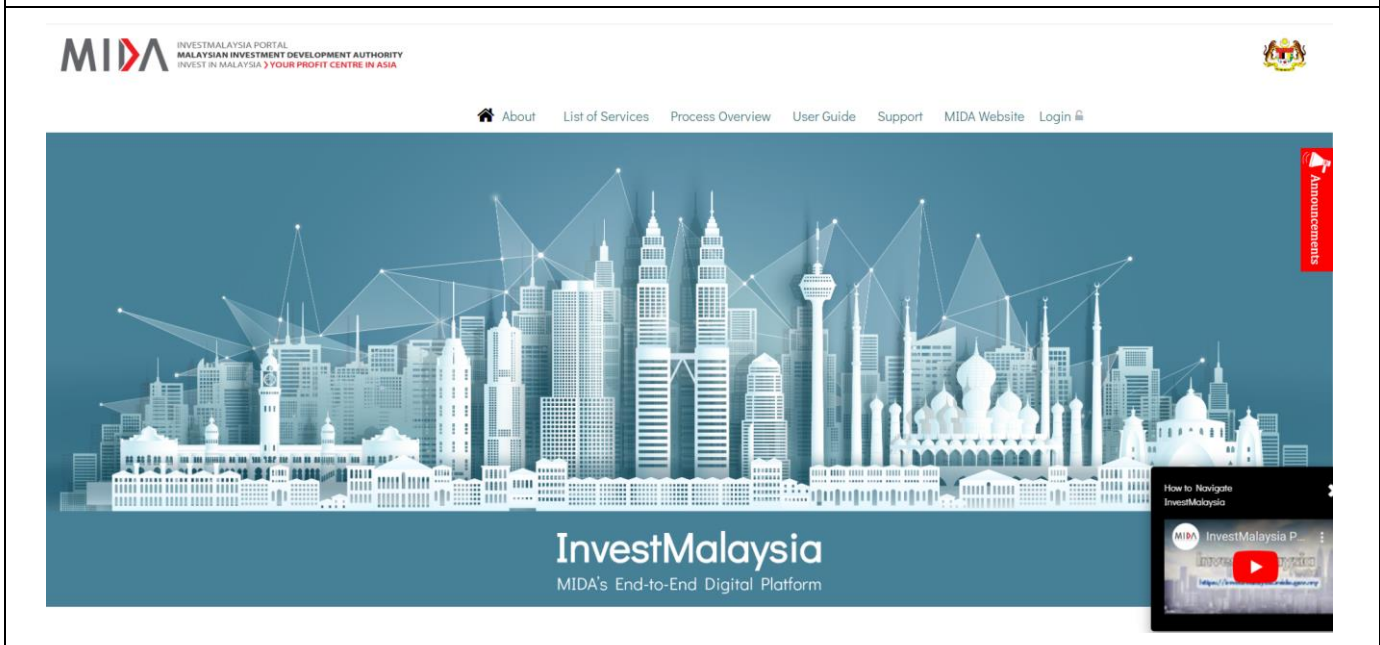 MIDA
INVESTMALAYSIA PORTAL
MALAYSIAN INVESTMENT DEVELOPMENT AUTHORITY
INVEST IN MALAYSIA YOUR PROFIT CENTRE IN ASIA
About List of Services Process Overview User Guide Support MIDA Website Login
Announcements
How to Navigate
InvestMalaysia
MIDA InvestMalaysia P...
InvestMalaysia
MIDA's End-to-End Digital Platform